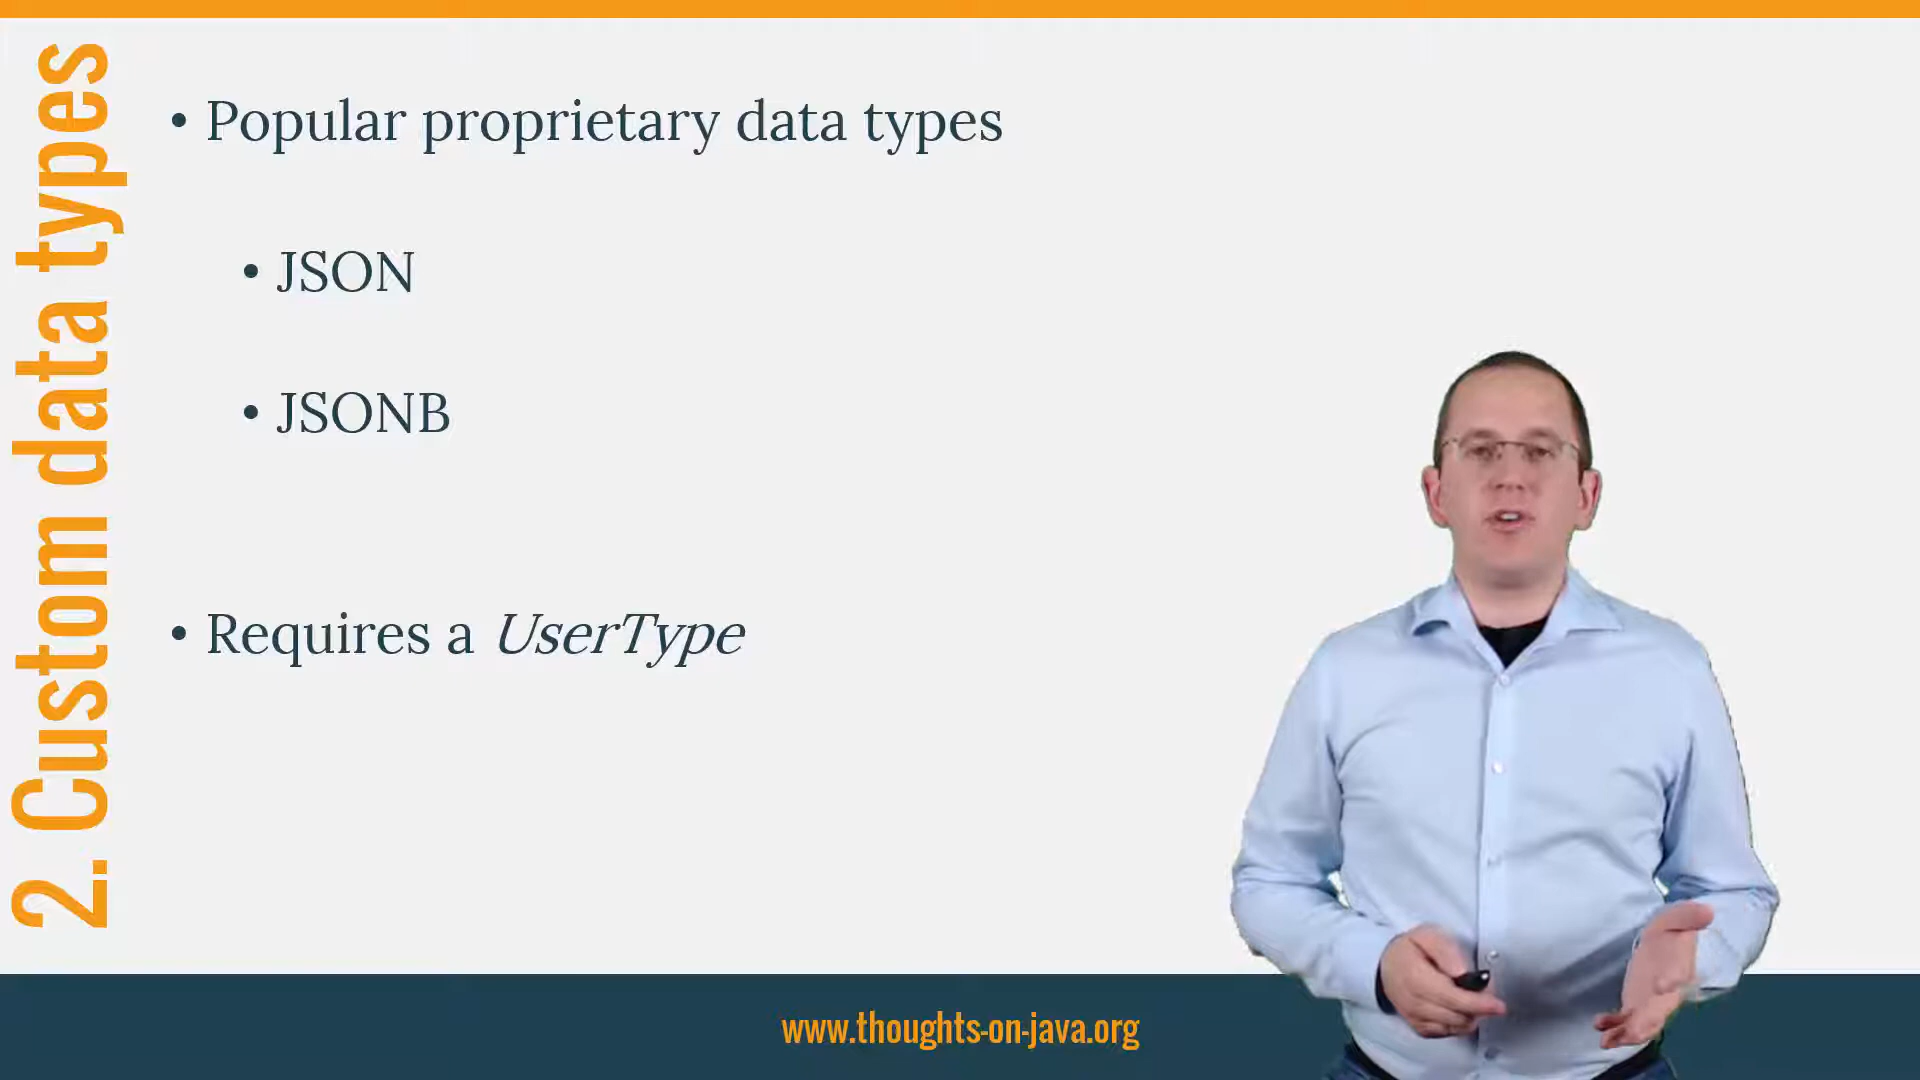 2. Custom data types
• Popular proprietary data types
• JSON
• JSONB
• Requires a UserType
www.thoughts-on-java.org